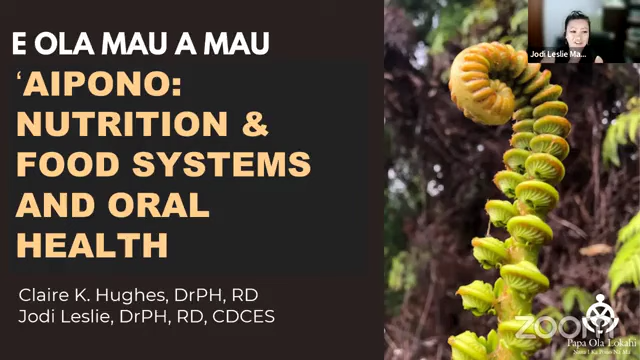 E OLA MAU A MAU
ʻAIPONO:
NUTRITION &
FOOD SYSTEMS
AND ORAL
HEALTH
Claire K. Hughes, DrPH, RD
Jodi Leslie, DrPH, RD, CDCES
Jodi Leslie Ma...
zoom
Papa Ola Lokahi